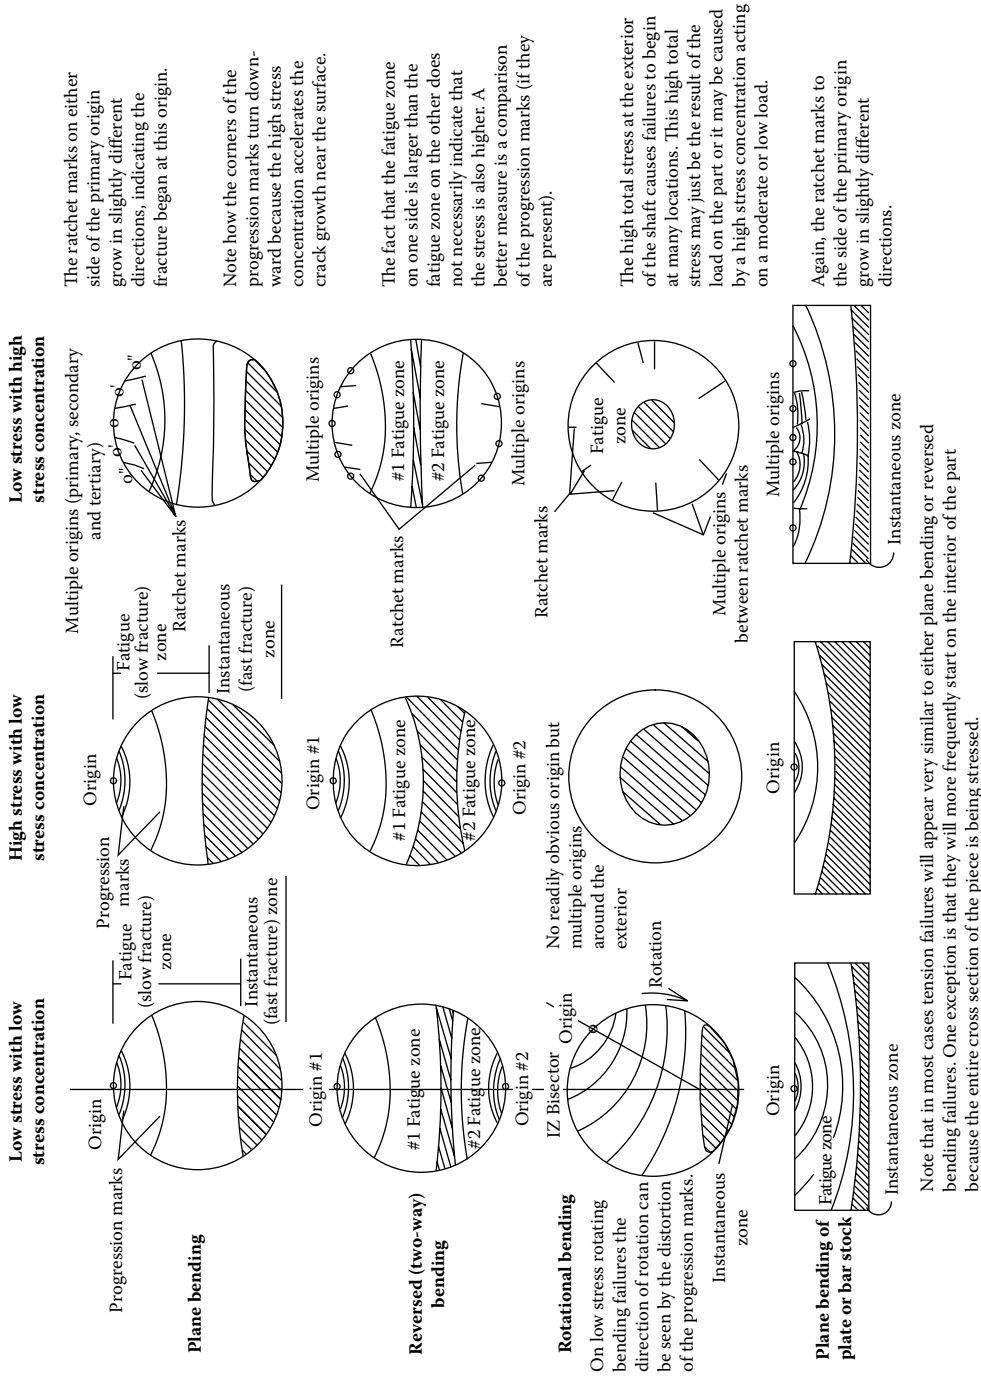 Low stress with low
stress concentration
High stress with low
stress concentration
Low stress with high
stress concentration
Plane bending
Progression marks
Origin
Fatigue
(slow fracture)
zone
Instantaneous
(fast fracture) zone
Progression
marks
Origin
Fatigue
(slow fracture)
zone
Instantaneous
(fast fracture)
zone
Multiple origins (primary, secondary
and tertiary)
o" o' o' o"
Ratchet marks
The ratchet marks on either
side of the primary origin
grow in slightly different
directions, indicating the
fracture began at this origin.
Note how the corners of the
progression marks turn down-
ward because the high stress
concentration accelerates the
crack growth near the surface.
Reversed (two-way)
bending
Origin #1
#1 Fatigue zone
#2 Fatigue zone
Origin #2
Origin #1
#1 Fatigue zone
#2 Fatigue zone
Origin #2
Multiple origins
#1 Fatigue zone
#2 Fatigue zone
Multiple origins
Ratchet marks
The fact that the fatigue zone
on one side is larger than the
fatigue zone on the other does
not necessarily indicate that
the stress is also higher. A
better measure is a comparison
of the progression marks (if they
are present).
Rotational bending
On low stress rotating
bending failures the
direction of rotation can
be seen by the distortion
of the progression marks.
IZ Bisector
Origin
Rotation
Instantaneous
zone
No readily obvious origin but
multiple origins
around the
exterior
Ratchet marks
Fatigue
zone
Multiple origins
between ratchet marks
The high total stress at the exterior
of the shaft causes failures to begin
at many locations. This high total
stress may just be the result of the
load on the part or it may be caused
by a high stress concentration acting
on a moderate or low load.
Plane bending of
plate or bar stock
Origin
Fatigue zone
Instantaneous zone
Origin
Multiple origins
Instantaneous zone
Again, the ratchet marks to
the side of the primary origin
grow in slightly different
directions.
Note that in most cases tension failures will appear very similar to either plane bending or reversed
bending failures. One exception is that they will more frequently start on the interior of the part
because the entire cross section of the piece is being stressed.